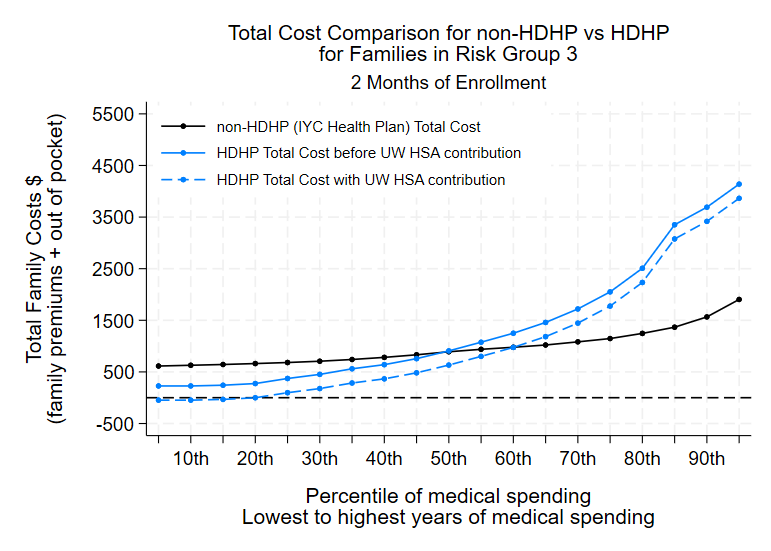 Total Cost Comparison for non-HDHP vs HDHP
for Families in Risk Group 3
2 Months of Enrollment
Total Family Costs $
(family premiums + out of pocket)
5500
4500
3500
2500
1500
500
-500
non-HDHP (IYC Health Plan) Total Cost
HDHP Total Cost before UW HSA contribution
HDHP Total Cost with UW HSA contribution
10th 20th 30th 40th 50th 60th 70th 80th 90th
Percentile of medical spending
Lowest to highest years of medical spending